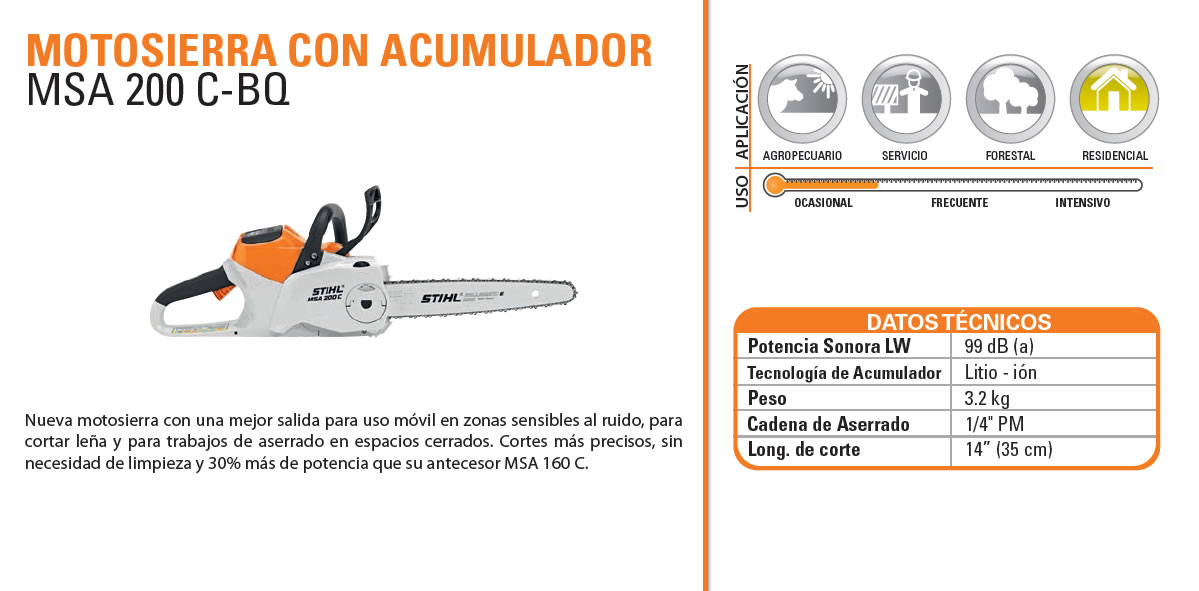 MOTOSIERRA CON ACUMULADOR
MSA 200 C-BQ
STIHL
MSA 200 C
STIHL
Nueva motosierra con una mejor salida para uso móvil en zonas sensibles al ruido, para
cortar leña y para trabajos de aserrado en espacios cerrados. Cortes más precisos, sin
necesidad de limpieza y 30% más de potencia que su antecesor MSA 160 C.
APLICACIÓN
AGROPECUARIO SERVICIO FORESTAL RESIDENCIAL
USO
OCASIONAL FRECUENTE INTENSIVO
DATOS TÉCNICOS
Potencia Sonora LW 99 dB (a)
Tecnología de Acumulador Litio - ión
Peso 3.2 kg
Cadena de Aserrado 1/4" PM
Long. de corte 14” (35 cm)